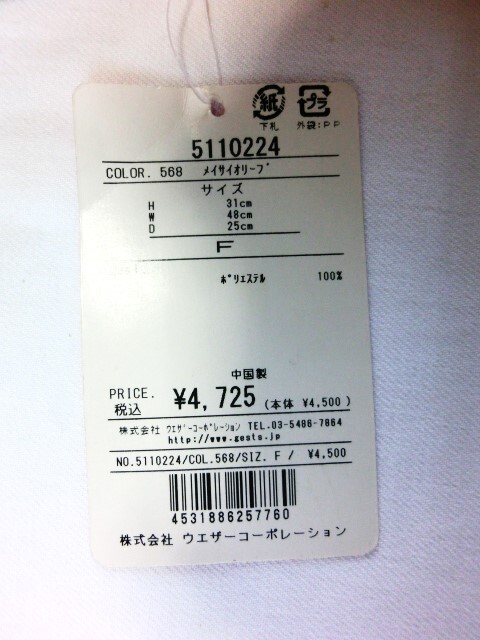 紙 プラ
下札 外袋:PP
5110224
COLOR. 568 メイサイオリーブ
サイズ
H 31cm
W 48cm
D 25cm
F
ポリエステル 100%
中国製
PRICE. ¥4,725 (本体 ¥4,500)
税込
株式会社 ウエザーコーポレーション TEL.03-5486-7864
http://www.gests.jp
NO.5110224/COL.568/SIZ. F / ¥4,500
4531886257760
株式会社 ウエザーコーポレーション